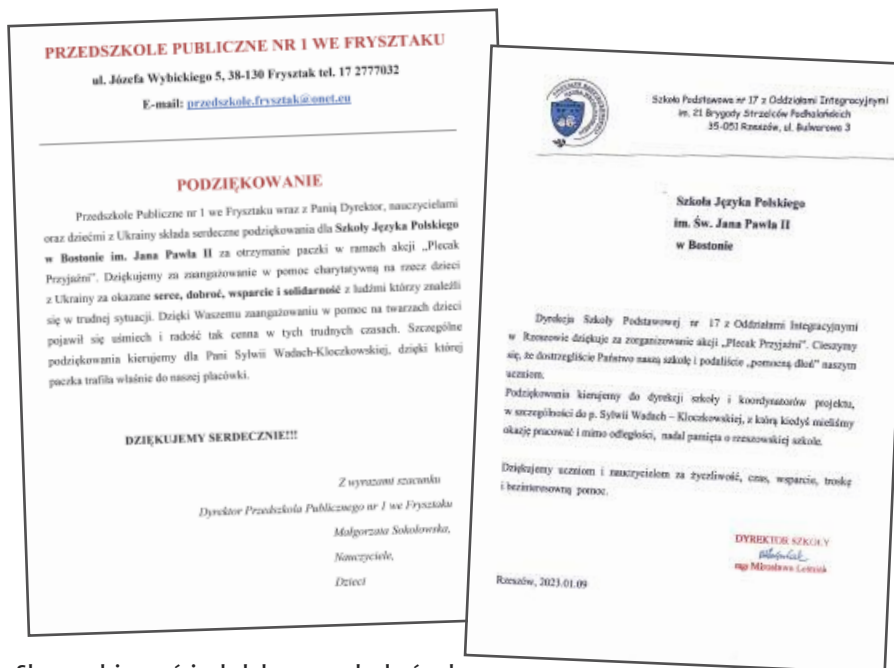 PRZEDSZKOLE PUBLICZNE NR 1 WE FRYSZTAKU
ul. Józefa Wybickiego 5, 38-130 Frysztak tel. 17 2777032
E-mail: przedszkole.frysztak@onet.eu
PODZIĘKOWANIE
Przedszkole Publiczne nr 1 we Frysztaku wraz z Panią Dyrektor, nauczycielami
oraz dziećmi z Ukrainy składa serdeczne podziękowania dla Szkoły Języka Polskiego
w Bostonie im. Jana Pawła II za otrzymanie paczki w ramach akcji „Plecak
Przyjaźni”. Dziękujemy za zaangażowanie w pomoc charytatywną na rzecz dzieci
z Ukrainy za okazane serce, dobroć, wsparcie i solidarność z ludźmi którzy znaleźli
się w trudnej sytuacji. Dzięki Waszemu zaangażowaniu w pomoc na twarzach dzieci
pojawił się uśmiech i radość tak cenna w tych trudnych czasach. Szczególne
podziękowania kierujemy dla Pani Sylwii Wadach-Kloczkowskiej, dzięki której
paczka trafiła właśnie do naszej placówki.
DZIĘKUJEMY SERDECZNIE!!!
Z wyrazami szacunku
Dyrektor Przedszkola Publicznego nr 1 we Frysztaku
Małgorzata Sokołowska,
Nauczyciele,
Dzieci
Szkoła Podstawowa nr 17 z Oddziałami Integracyjnymi
im. 21 Brygady Strzelców Podhalańskich
35-051 Rzeszów, ul. Bulwarowa 3
Szkoła Języka Polskiego
im. Św. Jana Pawła II
w Bostonie
Dyrekcja Szkoły Podstawowej nr 17 z Oddziałami Integracyjnymi
w Rzeszowie dziękuje za zorganizowanie akcji „Plecak Przyjaźni”. Cieszymy
się, że dostrzegliście Państwo naszą szkołę i podaliście „pomocną dłoń” naszym
uczniom.
Podziękowania kierujemy do dyrekcji szkoły i koordynatorów projektu,
w szczególności do p. Sylwii Wadach – Kloczkowskiej, z którą kiedyś mieliśmy
okazję pracować i mimo odległości, nadal pamięta o rzeszowskiej szkole.
Dziękujemy uczniom i nauczycielom za życzliwość, czas, wsparcie, troskę
i bezinteresowną pomoc.
DYREKTOR SZKOŁY
mgr Mirosława
Rzeszów, 2023.01.09